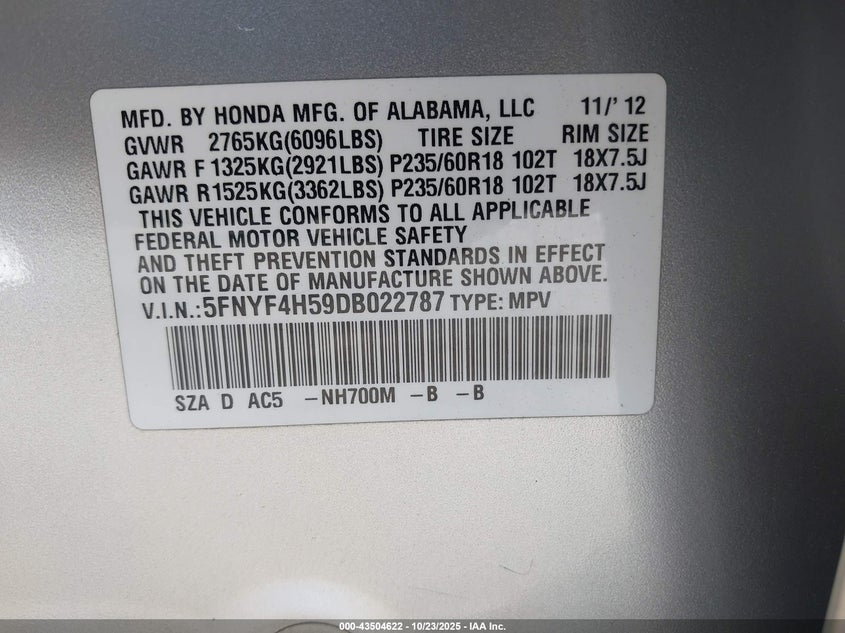 MFD. BY HONDA MFG. OF ALABAMA, LLC 11/' 12
GVWR 2765KG(6096LBS) TIRE SIZE RIM SIZE
GAWR F 1325KG(2921LBS) P235/60R18 102T 18X7.5J
GAWR R1525KG(3362LBS) P235/60R18 102T 18X7.5J
THIS VEHICLE CONFORMS TO ALL APPLICABLE
FEDERAL MOTOR VEHICLE SAFETY
AND THEFT PREVENTION STANDARDS IN EFFECT
ON THE DATE OF MANUFACTURE SHOWN ABOVE.
V.I.N.:5FNYF4H59DB022787 TYPE: MPV
SZA D AC5 -NH700M -B -B
000-43504622 - 10/23/2025 - IAA Inc.